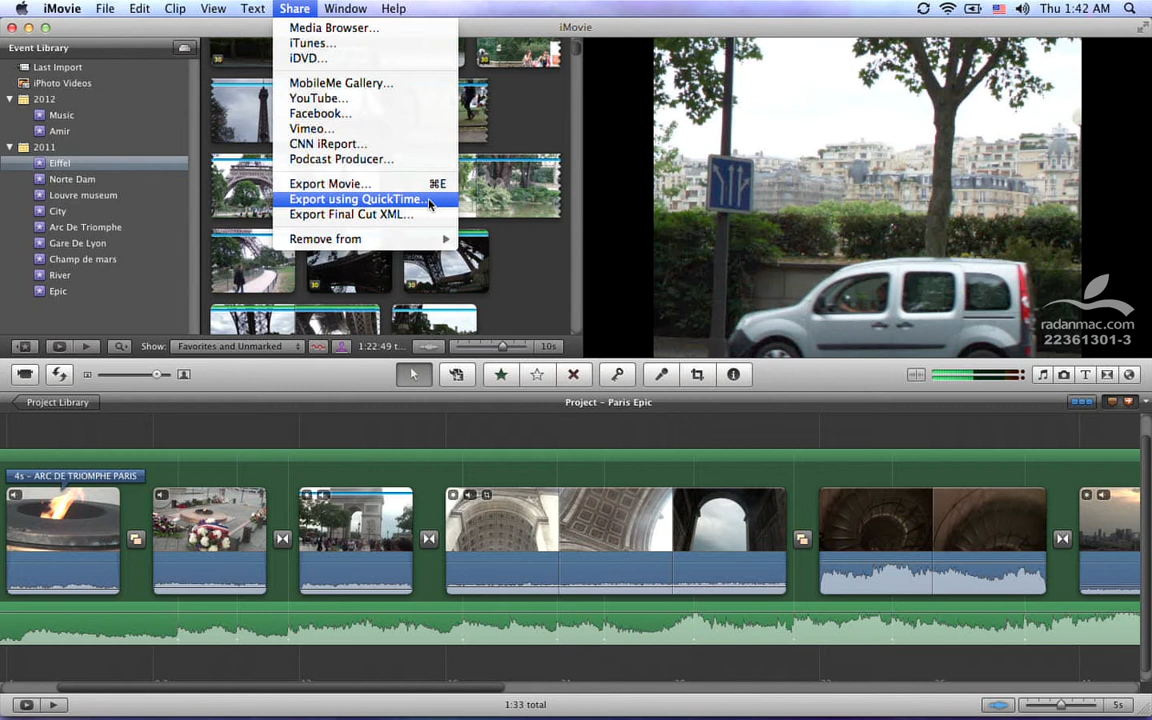 iMovie File Edit Clip View Text Share Window Help Thu 1:42 AM
iMovie
Event Library
Last Import
iPhoto Videos
2012
Music
Amir
2011
Eiffel
Norte Dam
Louvre museum
City
Arc De Triomphe
Gare De Lyon
Champ de mars
River
Epic
Media Browser...
iTunes...
iDVD...
MobileMe Gallery...
YouTube...
Facebook...
Vimeo...
CNN iReport...
Podcast Producer...
Export Movie... ⌘E
Export using QuickTime...
Export Final Cut XML...
Remove from
30
30
30
radanmac.com
22361301-3
Show: Favorites and Unmarked 1:22:49 t... 10s
Project Library
Project - Paris Epic
4s - ARC DE TRIOMPHE PARIS
1:33 total
5s